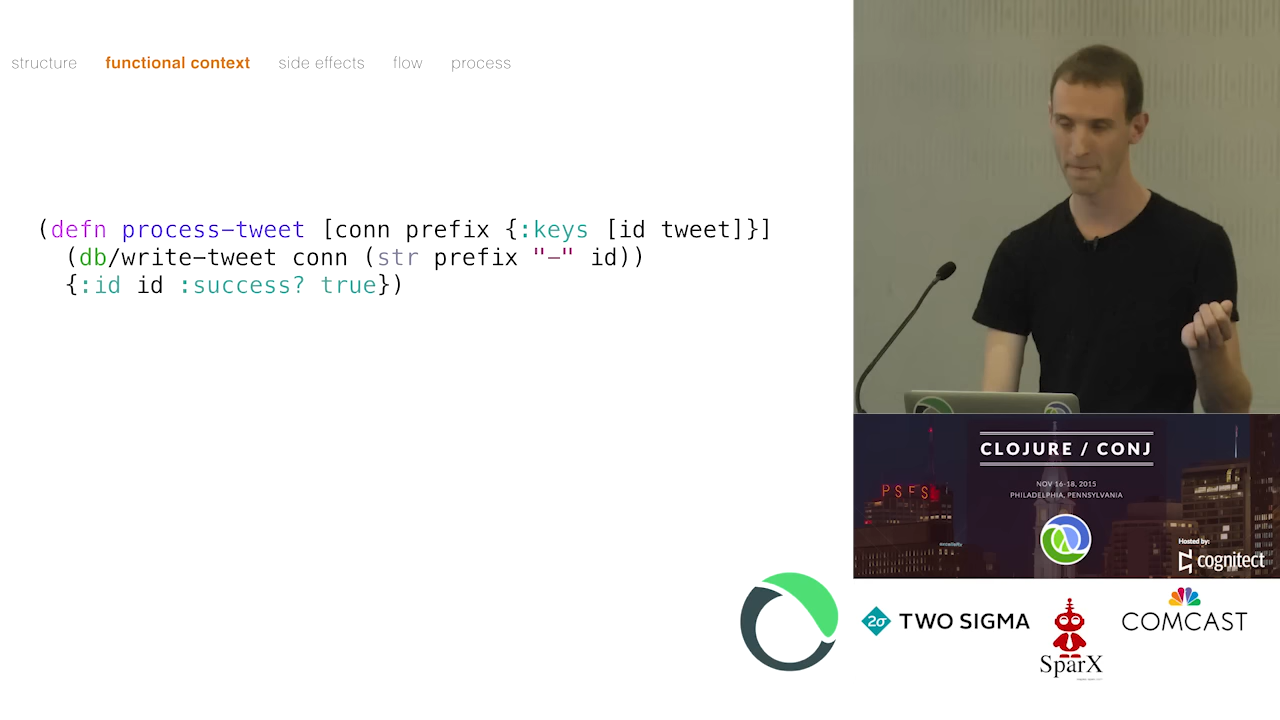 structure functional context side effects flow process
(defn process-tweet [conn prefix {:keys [id tweet]}]
(db/write-tweet conn (str prefix "-" id))
{:id id :success? true})
CLOJURE / CONJ
NOV 16-18, 2015
PHILADELPHIA, PENNSYLVANIA
PSFS
Hosted by:
cognitect
2σ TWO SIGMA
SparX
COMCAST